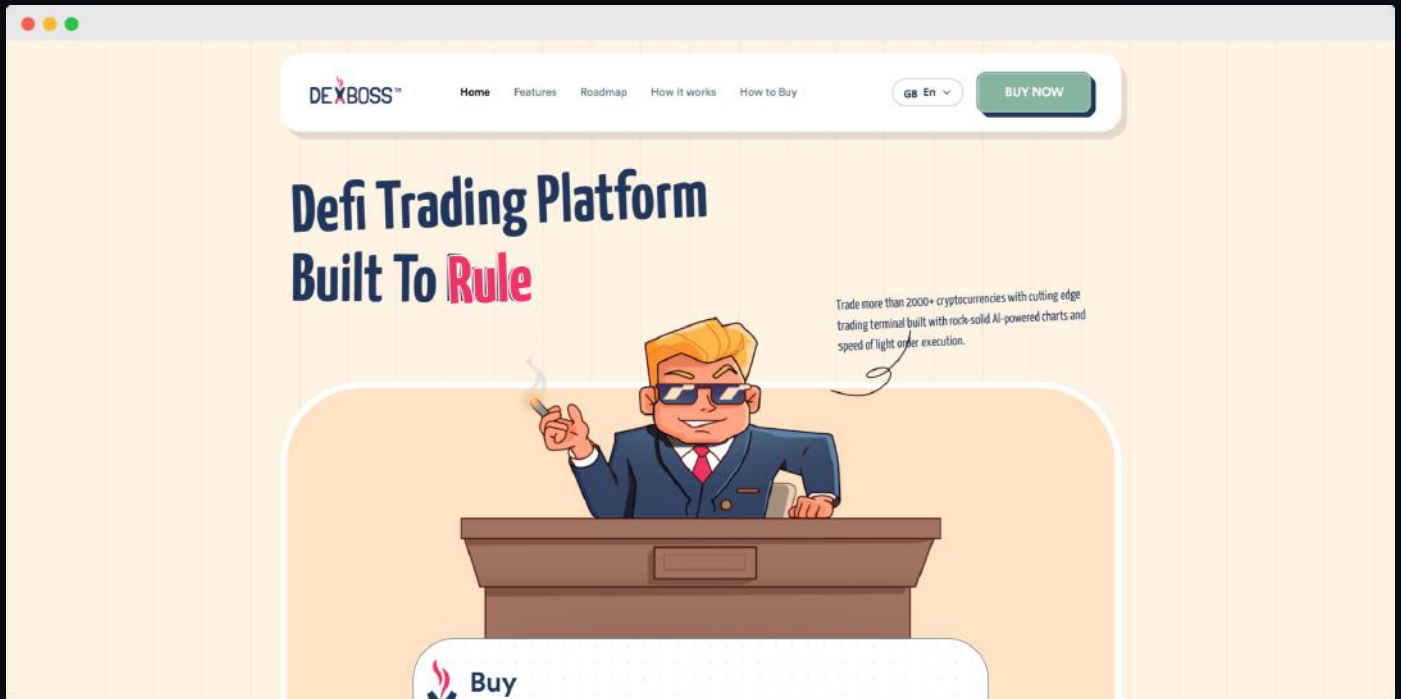 DEXBOSS™
Home
Features
Roadmap
How it works
How to Buy
GB En
BUY NOW
Defi Trading Platform
Built To Rule
Trade more than 2000+ cryptocurrencies with cutting edge
trading terminal built with rock-solid AI-powered charts and
speed of light order execution.
Buy